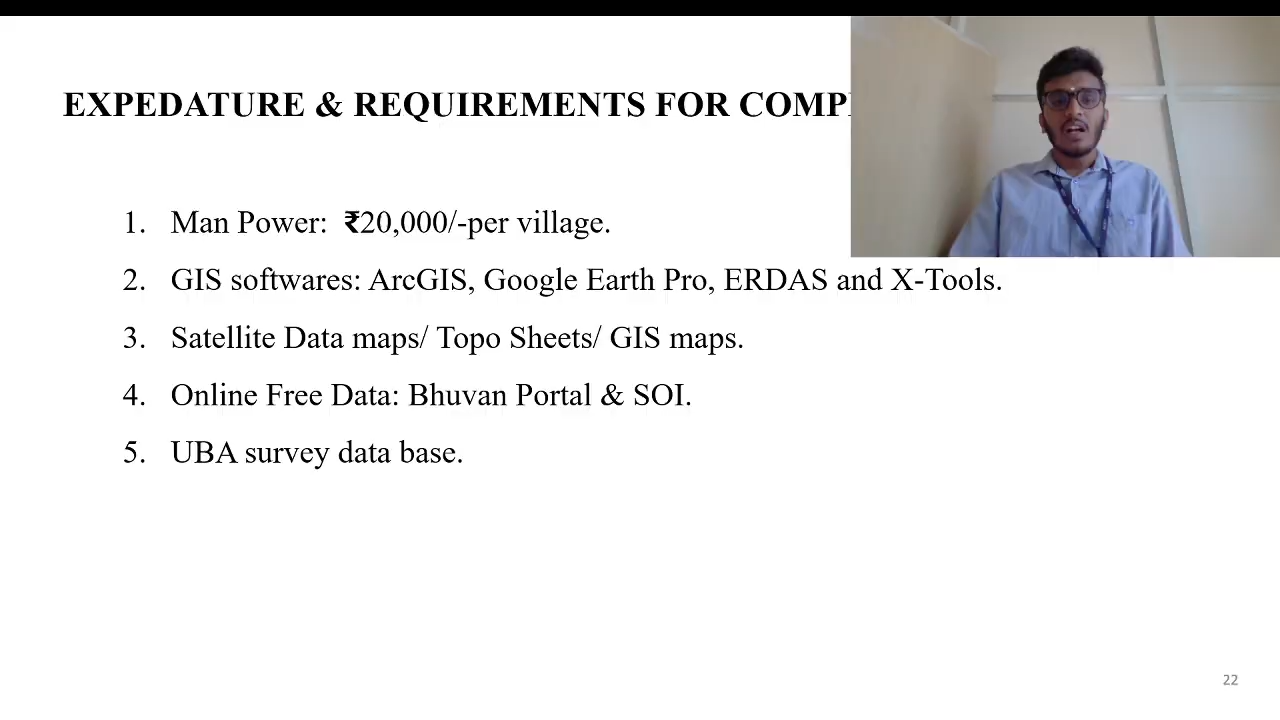 EXPEDATURE & REQUIREMENTS FOR
1. Man Power: ₹20,000/-per village.
2. GIS softwares: ArcGIS, Google Earth Pro, ERDAS and X-Tools.
3. Satellite Data maps/ Topo Sheets/ GIS maps.
4. Online Free Data: Bhuvan Portal & SOI.
5. UBA survey data base.
22